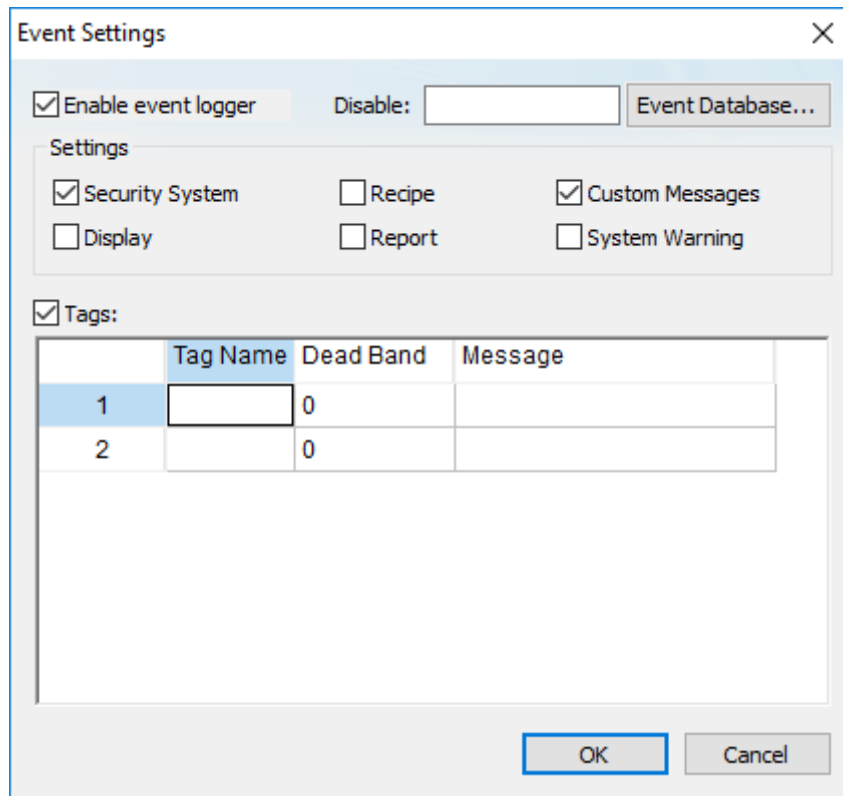 Event Settings
Enable event logger Disable: Event Database...
Settings
Security System Recipe Custom Messages
Display Report System Warning
Tags:
Tag Name Dead Band Message
1 0
2 0
OK Cancel